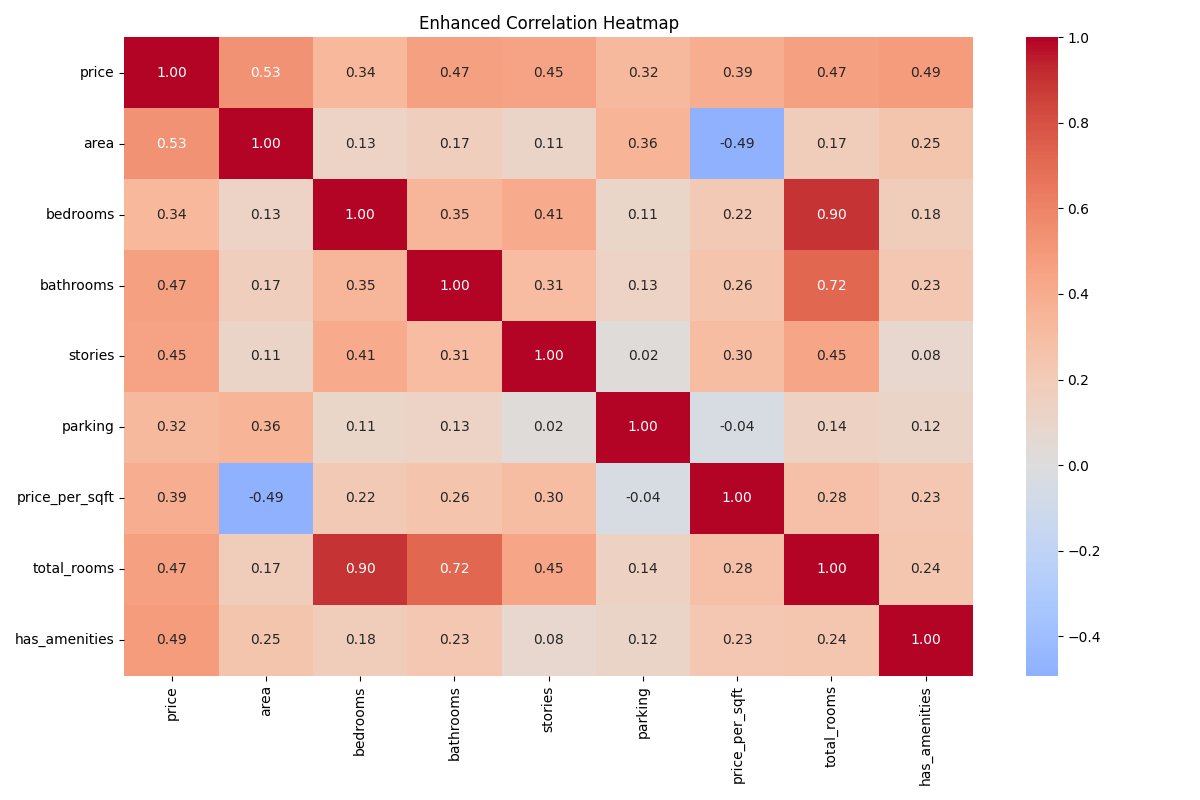 Enhanced Correlation Heatmap
price 1.00 0.53 0.34 0.47 0.45 0.32 0.39 0.47 0.49
area 0.53 1.00 0.13 0.17 0.11 0.36 -0.49 0.17 0.25
bedrooms 0.34 0.13 1.00 0.35 0.41 0.11 0.22 0.90 0.18
bathrooms 0.47 0.17 0.35 1.00 0.31 0.13 0.26 0.72 0.23
stories 0.45 0.11 0.41 0.31 1.00 0.02 0.30 0.45 0.08
parking 0.32 0.36 0.11 0.13 0.02 1.00 -0.04 0.14 0.12
price_per_sqft 0.39 -0.49 0.22 0.26 0.30 -0.04 1.00 0.28 0.23
total_rooms 0.47 0.17 0.90 0.72 0.45 0.14 0.28 1.00 0.24
has_amenities 0.49 0.25 0.18 0.23 0.08 0.12 0.23 0.24 1.00
price area bedrooms bathrooms stories parking price_per_sqft total_rooms has_amenities
1.0
0.8
0.6
0.4
0.2
0.0
−0.2
−0.4